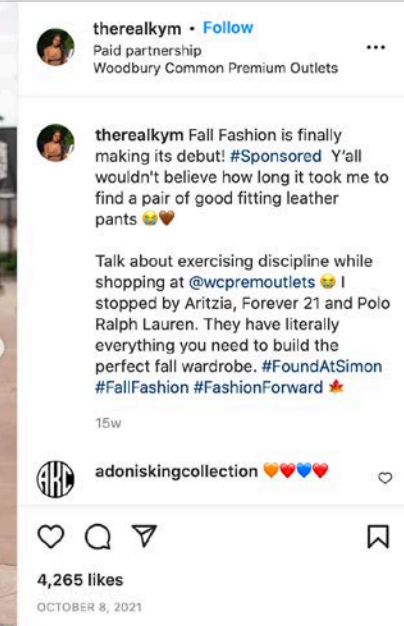 therealkym • Follow
Paid partnership
Woodbury Common Premium Outlets
therealkym Fall Fashion is finally
making its debut! #Sponsored Y'all
wouldn't believe how long it took me to
find a pair of good fitting leather
pants 😭🤎
Talk about exercising discipline while
shopping at @wcpremoutlets 😭 I
stopped by Aritzia, Forever 21 and Polo
Ralph Lauren. They have literally
everything you need to build the
perfect fall wardrobe. #FoundAtSimon
#FallFashion #FashionForward 🍁
15w
AKC
adoniskingcollection 🧡❤️💙❤️
4,265 likes
OCTOBER 8, 2021